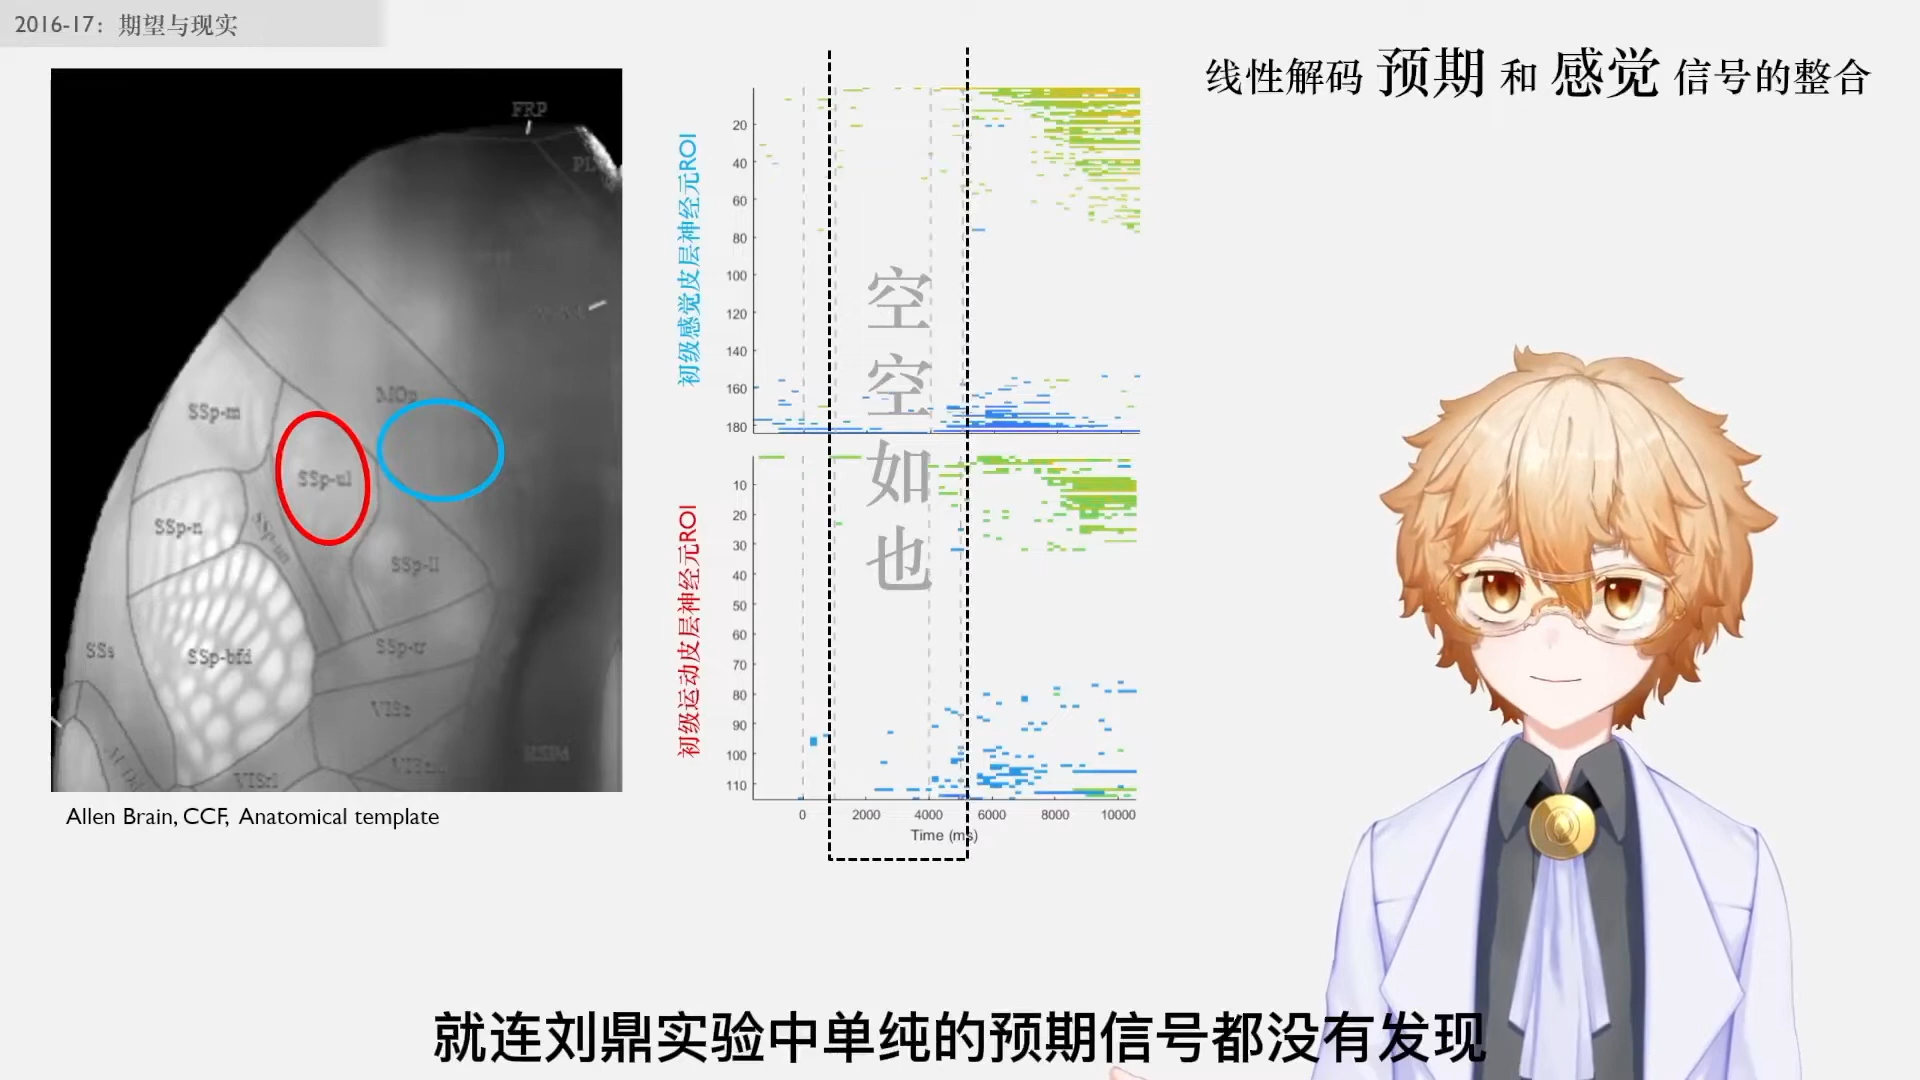 2016-17：期望与现实
线性解码 预期 和 感觉 信号的整合
FRP
MOp
SSp-m
SSp-ul
SSp-n
SSp-un
SSp-ll
SSp-tr
SSs
SSp-bfd
VISa
VISrl
RSPd
Allen Brain, CCF, Anatomical template
初级感觉皮层神经元ROI
20
40
60
80
100
120
140
160
180
初级运动皮层神经元ROI
10
20
30
40
50
60
70
80
90
100
110
0 2000 4000 6000 8000 10000
Time (ms)
空空如也
就连刘鼎实验中单纯的预期信号都没有发现